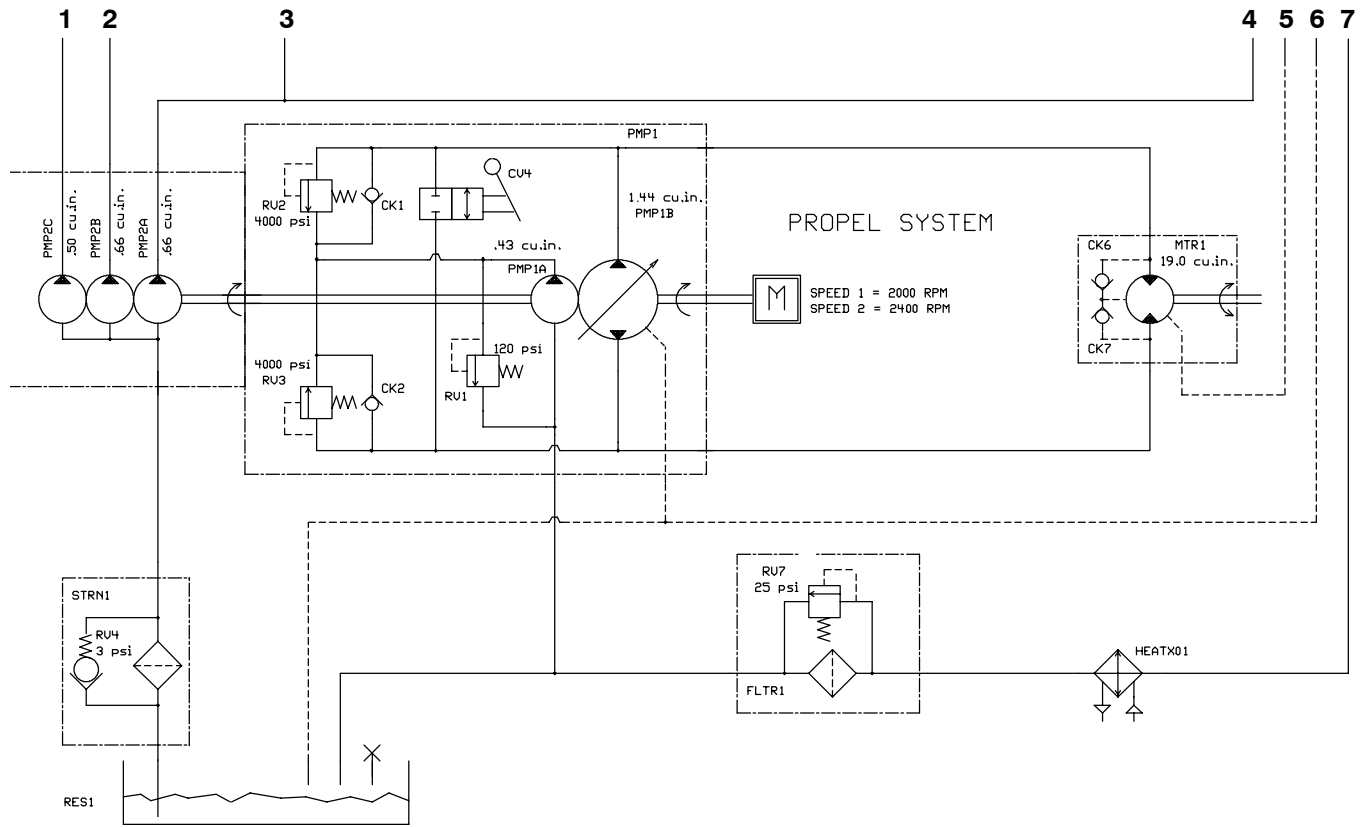 1 2 3 4 5 6 7
PMP1
CV4
RV2
4000 psi
CK1
1.44 cu.in.
PMP1B
PROPEL SYSTEM
PMP2C
.50 cu.in.
PMP2B
.66 cu.in.
PMP2A
.66 cu.in.
.43 cu.in.
PMP1A
CK6
MTR1
19.0 cu.in.
M
SPEED 1 = 2000 RPM
SPEED 2 = 2400 RPM
CK7
4000 psi
RV3
CK2
120 psi
RV1
STRN1
RV4
3 psi
RV7
25 psi
FLTR1
HEATX01
RES1